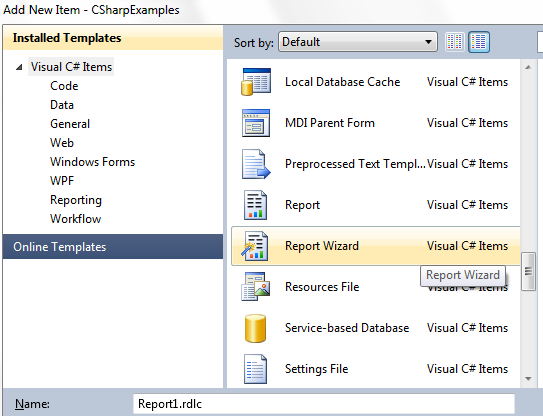 Add New Item - CSharpExamples
Installed Templates
Visual C# Items
Code
Data
General
Web
Windows Forms
WPF
Reporting
Workflow
Online Templates
Sort by: Default
Local Database Cache Visual C# Items
MDI Parent Form Visual C# Items
Preprocessed Text Templ... Visual C# Items
Report Visual C# Items
Report Wizard Visual C# Items
Report Wizard
Resources File Visual C# Items
Service-based Database Visual C# Items
Settings File Visual C# Items
Name: Report1.rdlc